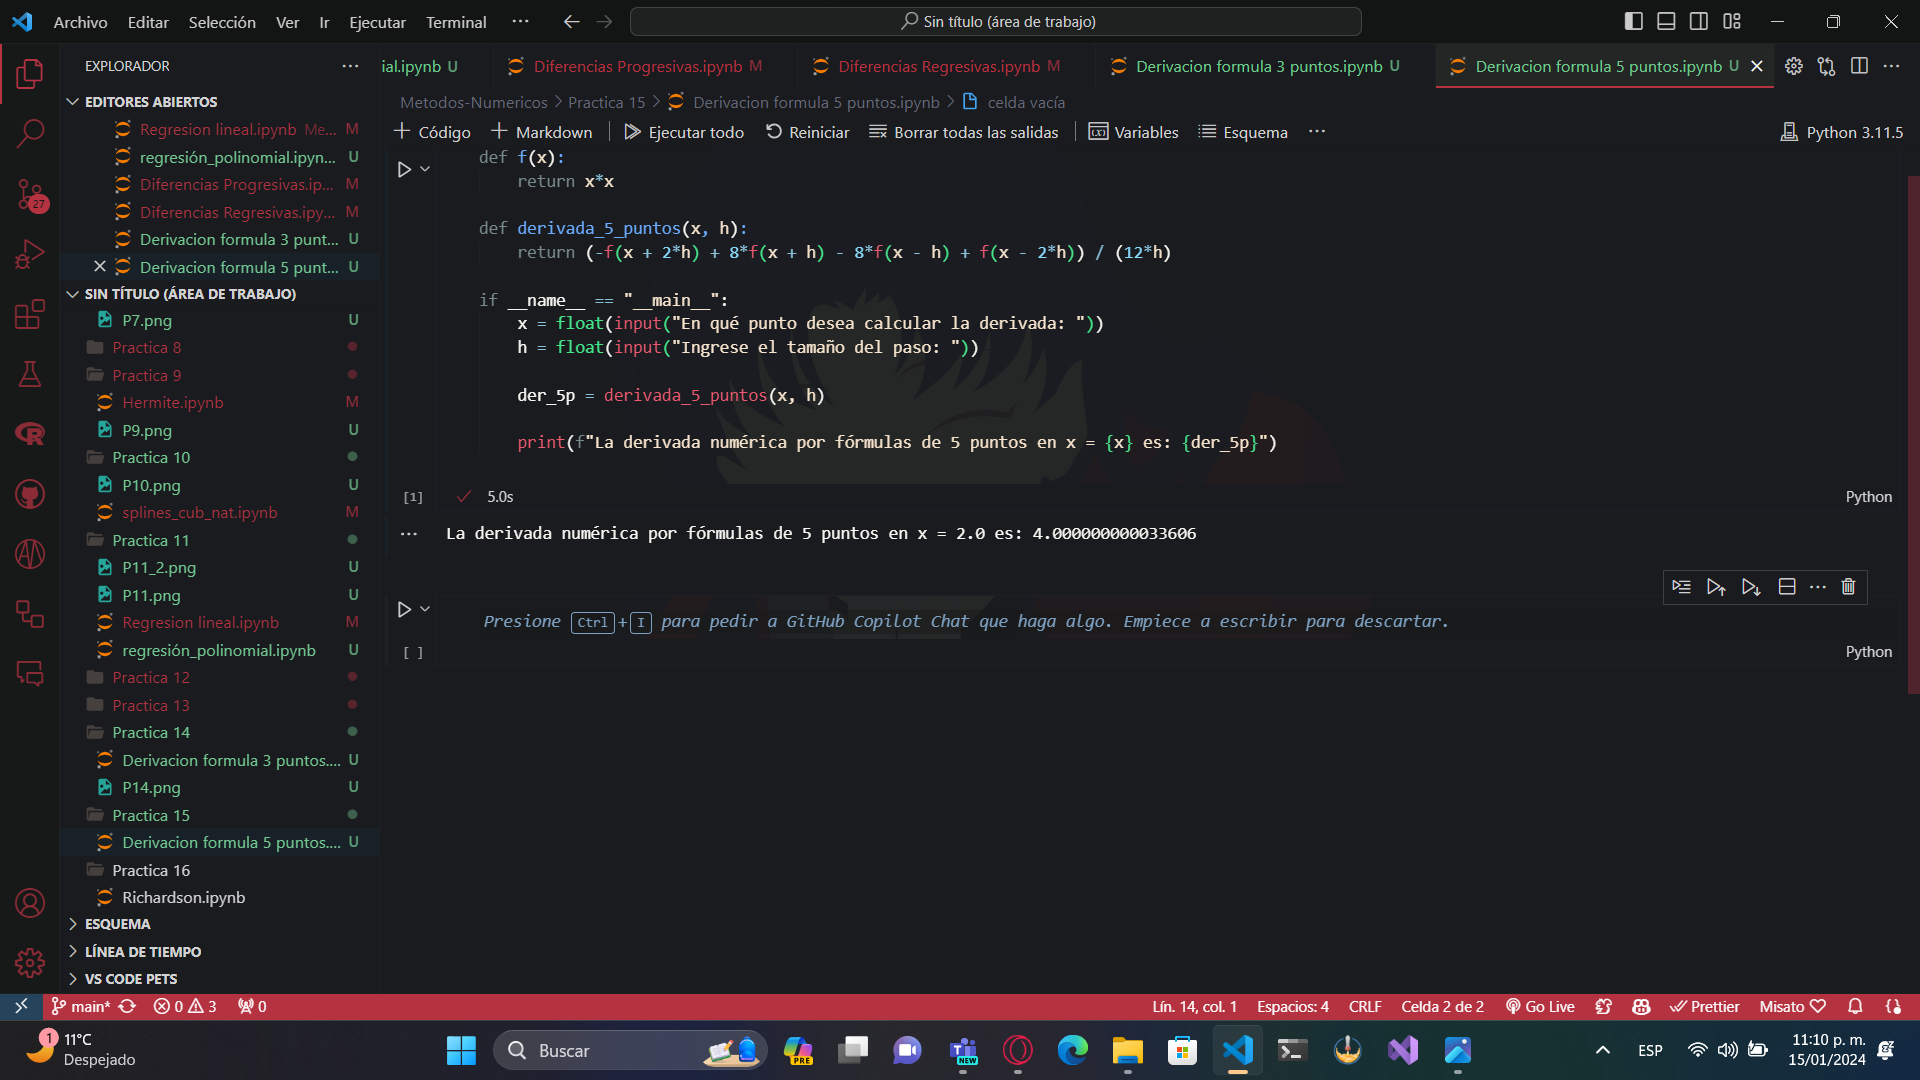 Archivo Editar Selección Ver Ir Ejecutar Terminal ··· Sin título (área de trabajo)
EXPLORADOR ···
ial.ipynb U Diferencias Progresivas.ipynb M Diferencias Regresivas.ipynb M Derivacion formula 3 puntos.ipynb U Derivacion formula 5 puntos.ipynb U
EDITORES ABIERTOS
Regresion lineal.ipynb Me... M
regresión_polinomial.ipyn... U
Diferencias Progresivas.ip... M
Diferencias Regresivas.ipy... M
Derivacion formula 3 punt... U
Derivacion formula 5 punt... U
SIN TÍTULO (ÁREA DE TRABAJO)
P7.png U
Practica 8
Practica 9
Hermite.ipynb M
P9.png U
Practica 10
P10.png U
splines_cub_nat.ipynb M
Practica 11
P11_2.png U
P11.png U
Regresion lineal.ipynb M
regresión_polinomial.ipynb U
Practica 12
Practica 13
Practica 14
Derivacion formula 3 puntos.... U
P14.png U
Practica 15
Derivacion formula 5 puntos.... U
Practica 16
Richardson.ipynb
ESQUEMA
LÍNEA DE TIEMPO
VS CODE PETS
27
Metodos-Numericos > Practica 15 > Derivacion formula 5 puntos.ipynb > celda vacía
+ Código + Markdown Ejecutar todo Reiniciar Borrar todas las salidas Variables Esquema ··· Python 3.11.5
def f(x):
return x*x
def derivada_5_puntos(x, h):
return (-f(x + 2*h) + 8*f(x + h) - 8*f(x - h) + f(x - 2*h)) / (12*h)
if __name__ == "__main__":
x = float(input("En qué punto desea calcular la derivada: "))
h = float(input("Ingrese el tamaño del paso: "))
der_5p = derivada_5_puntos(x, h)
print(f"La derivada numérica por fórmulas de 5 puntos en x = {x} es: {der_5p}")
[1] 5.0s Python
La derivada numérica por fórmulas de 5 puntos en x = 2.0 es: 4.000000000033606
Presione Ctrl+I para pedir a GitHub Copilot Chat que haga algo. Empiece a escribir para descartar.
[ ] Python
main* 0 3 0 Lín. 14, col. 1 Espacios: 4 CRLF Celda 2 de 2 Go Live Prettier Misato
1 11°C
Despejado
Buscar
PRE
NEW
ESP
11:10 p. m.
15/01/2024